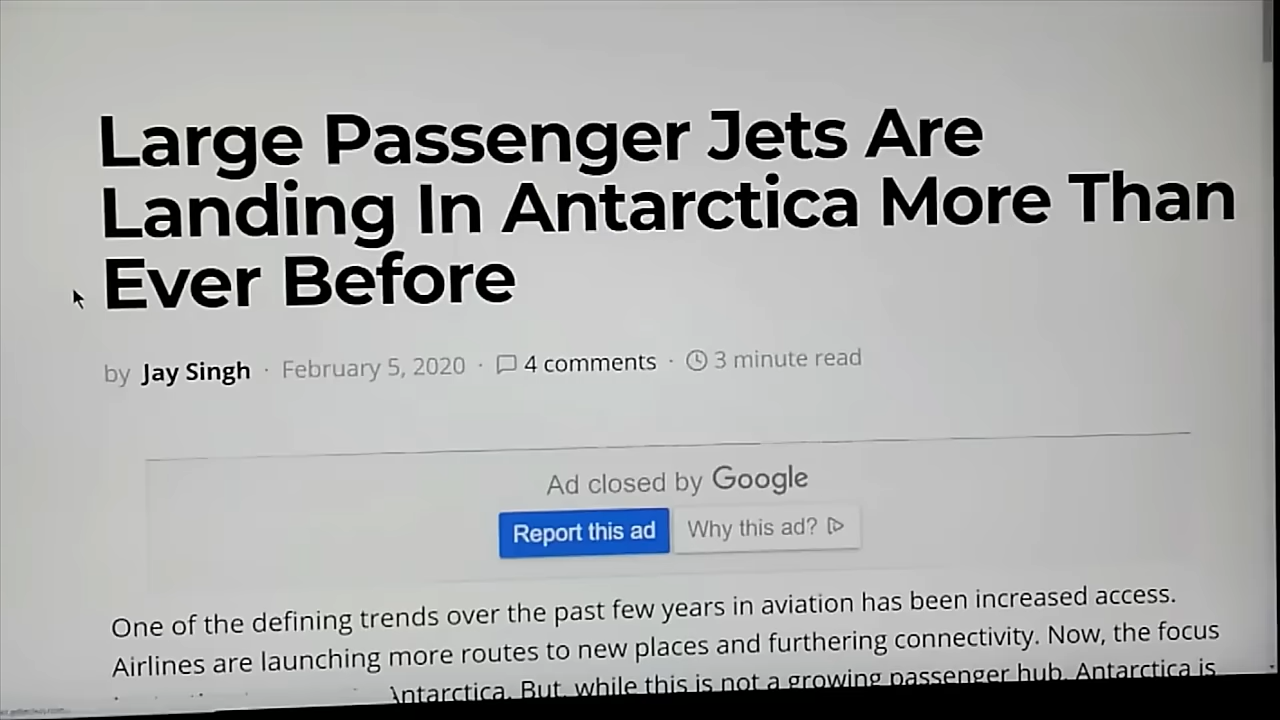 Large Passenger Jets Are
Landing In Antarctica More Than
Ever Before
by Jay Singh · February 5, 2020 · 4 comments · 3 minute read
Ad closed by Google
Report this ad
Why this ad?
One of the defining trends over the past few years in aviation has been increased access.
Airlines are launching more routes to new places and furthering connectivity. Now, the focus
Antarctica. But, while this is not a growing passenger hub, Antarctica is